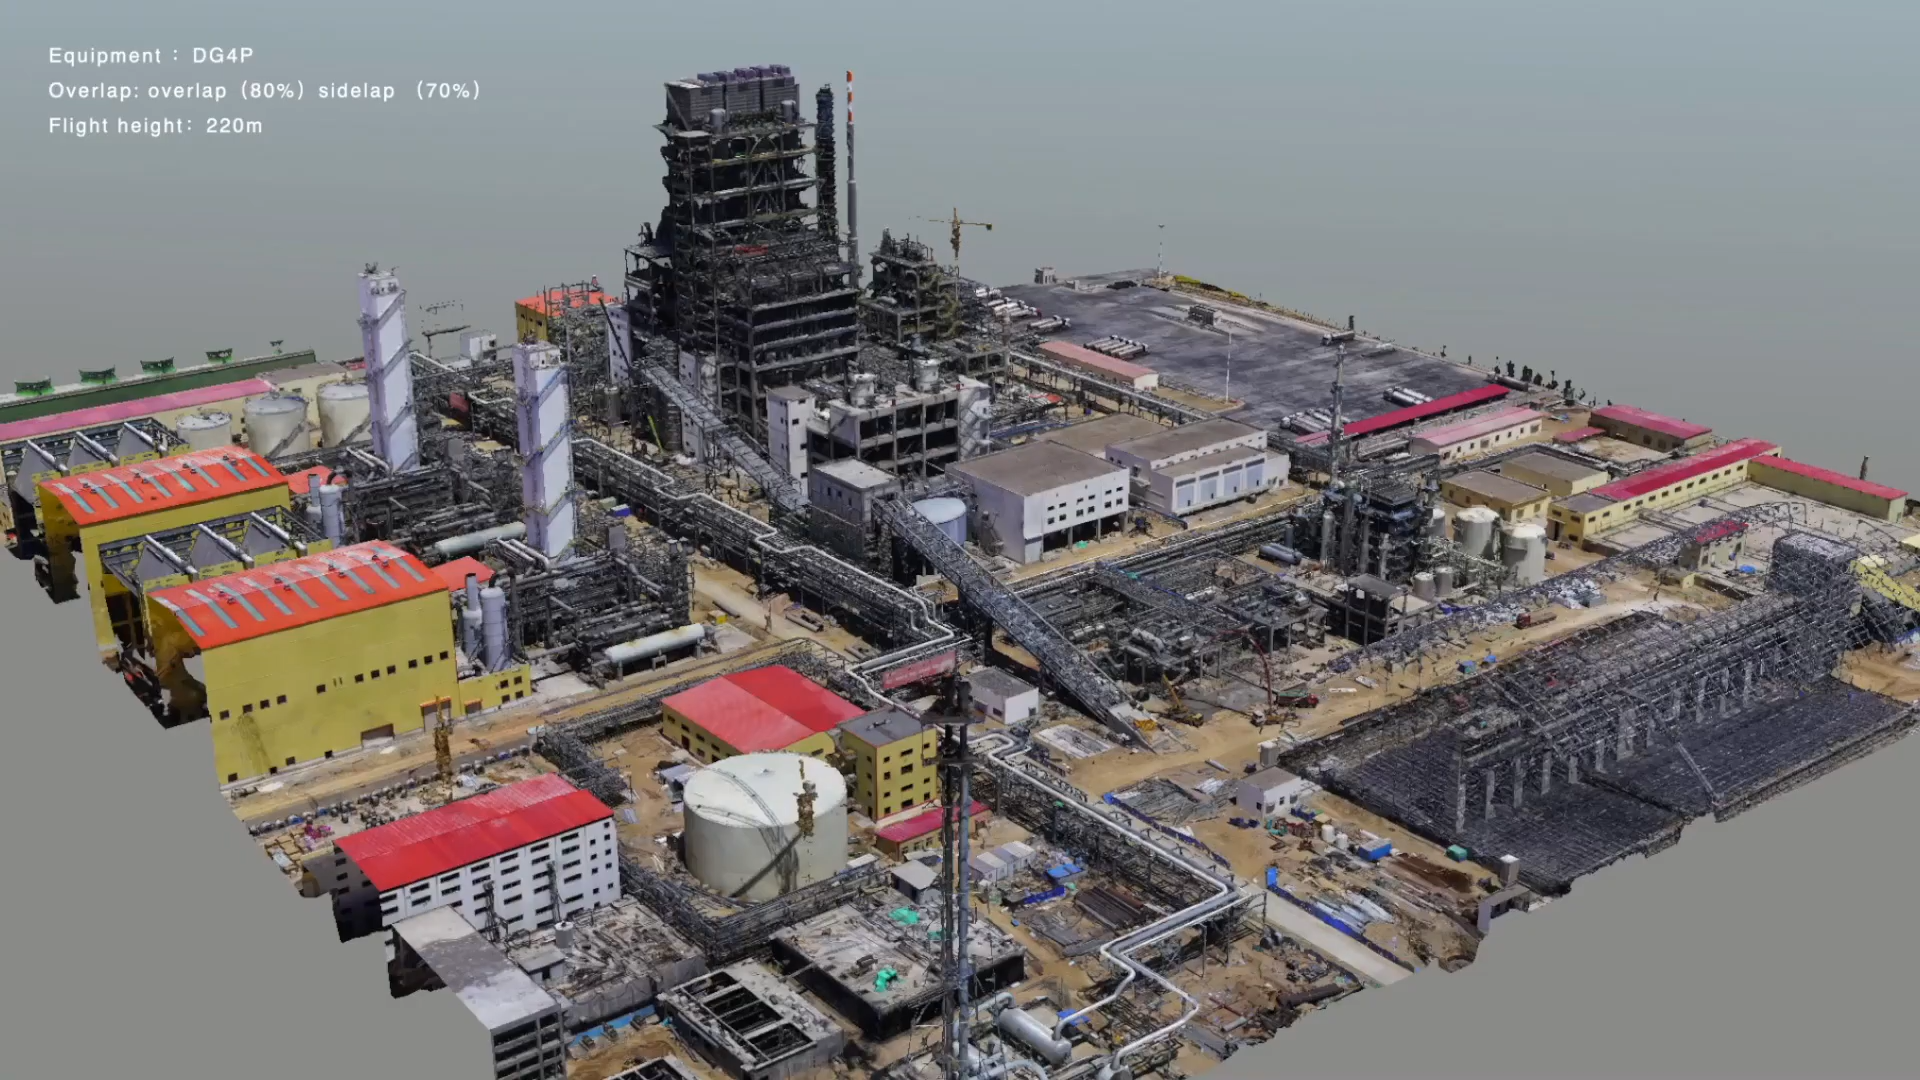 Equipment： DG4P
Overlap: overlap（80%）sidelap （70%）
Flight height：220m